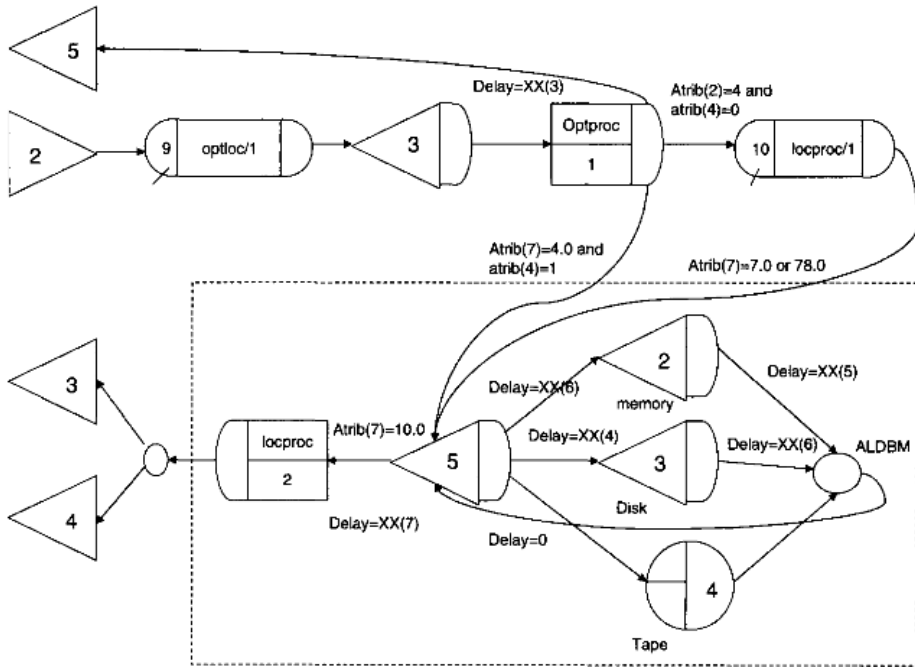 5
Delay=XX(3)
Atrib(2)=4 and
atrib(4)=0
2
9
optloc/1
3
Optproc
1
10
locproc/1
Atrib(7)=4.0 and
atrib(4)=1
Atrib(7)=7.0 or 78.0
3
2
Delay=XX(6)
memory
Delay=XX(5)
Atrib(7)=10.0
locproc
2
5
Delay=XX(4)
3
Delay=XX(6)
ALDBM
4
Delay=XX(7)
Delay=0
Disk
4
Tape